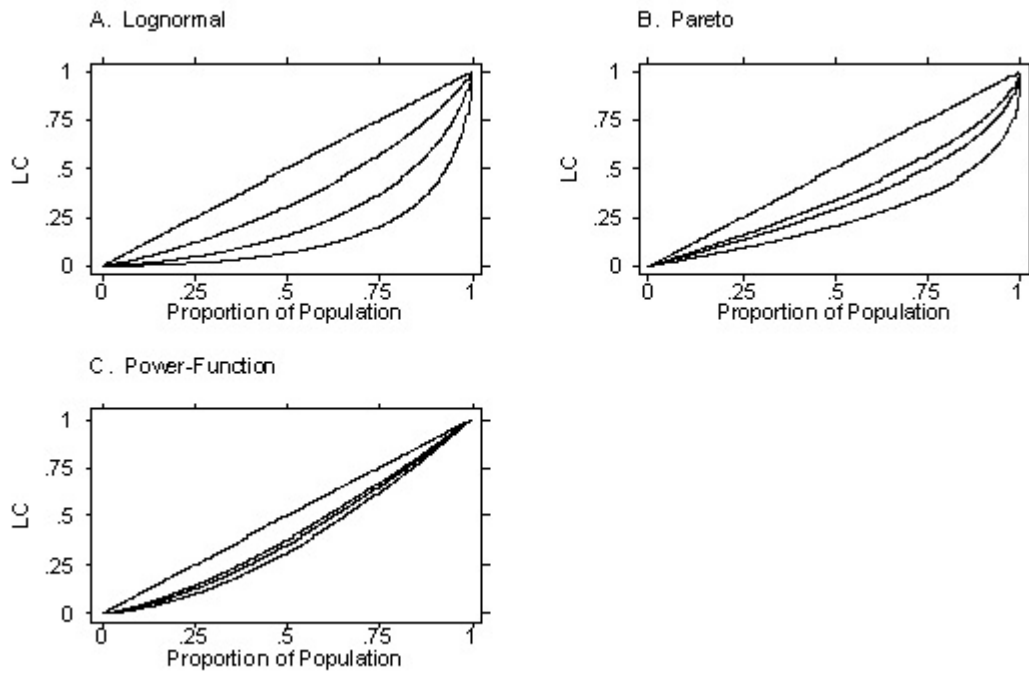 A. Lognormal
1
.75
.5
.25
0
LC
0 .25 .5 .75 1
Proportion of Population
B. Pareto
1
.75
.5
.25
0
LC
0 .25 .5 .75 1
Proportion of Population
C. Power-Function
1
.75
.5
.25
0
LC
0 .25 .5 .75 1
Proportion of Population